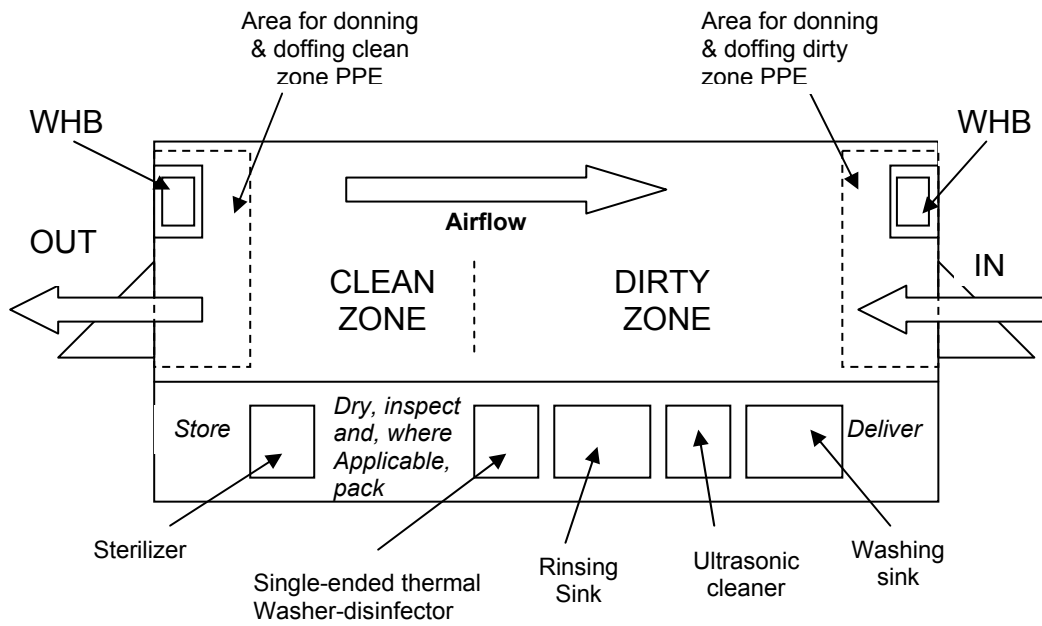 Area for donning
& doffing clean
zone PPE
Area for donning
& doffing dirty
zone PPE
WHB
WHB
Airflow
OUT
IN
CLEAN
ZONE
DIRTY
ZONE
Store
Dry, inspect
and, where
Applicable,
pack
Deliver
Sterilizer
Single-ended thermal
Washer-disinfector
Rinsing
Sink
Ultrasonic
cleaner
Washing
sink